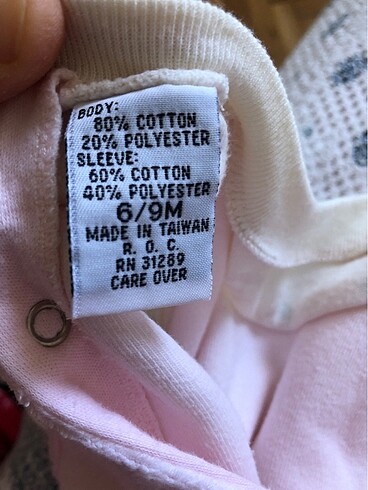 BODY:
80% COTTON
20% POLYESTER
SLEEVE:
60% COTTON
40% POLYESTER
6/9M
MADE IN TAIWAN
R. O. C.
RN 31289
CARE OVER